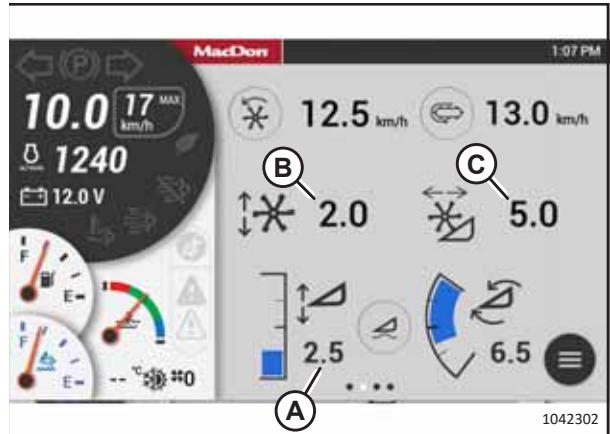 MacDon 1:07 PM
P
10.0 17 MAX km/h
12.5 km/h 13.0 km/h
1240
B C
12.0 V
2.0 5.0
F
E
2.5 6.5
F
E
-- °C 0
A
1042302